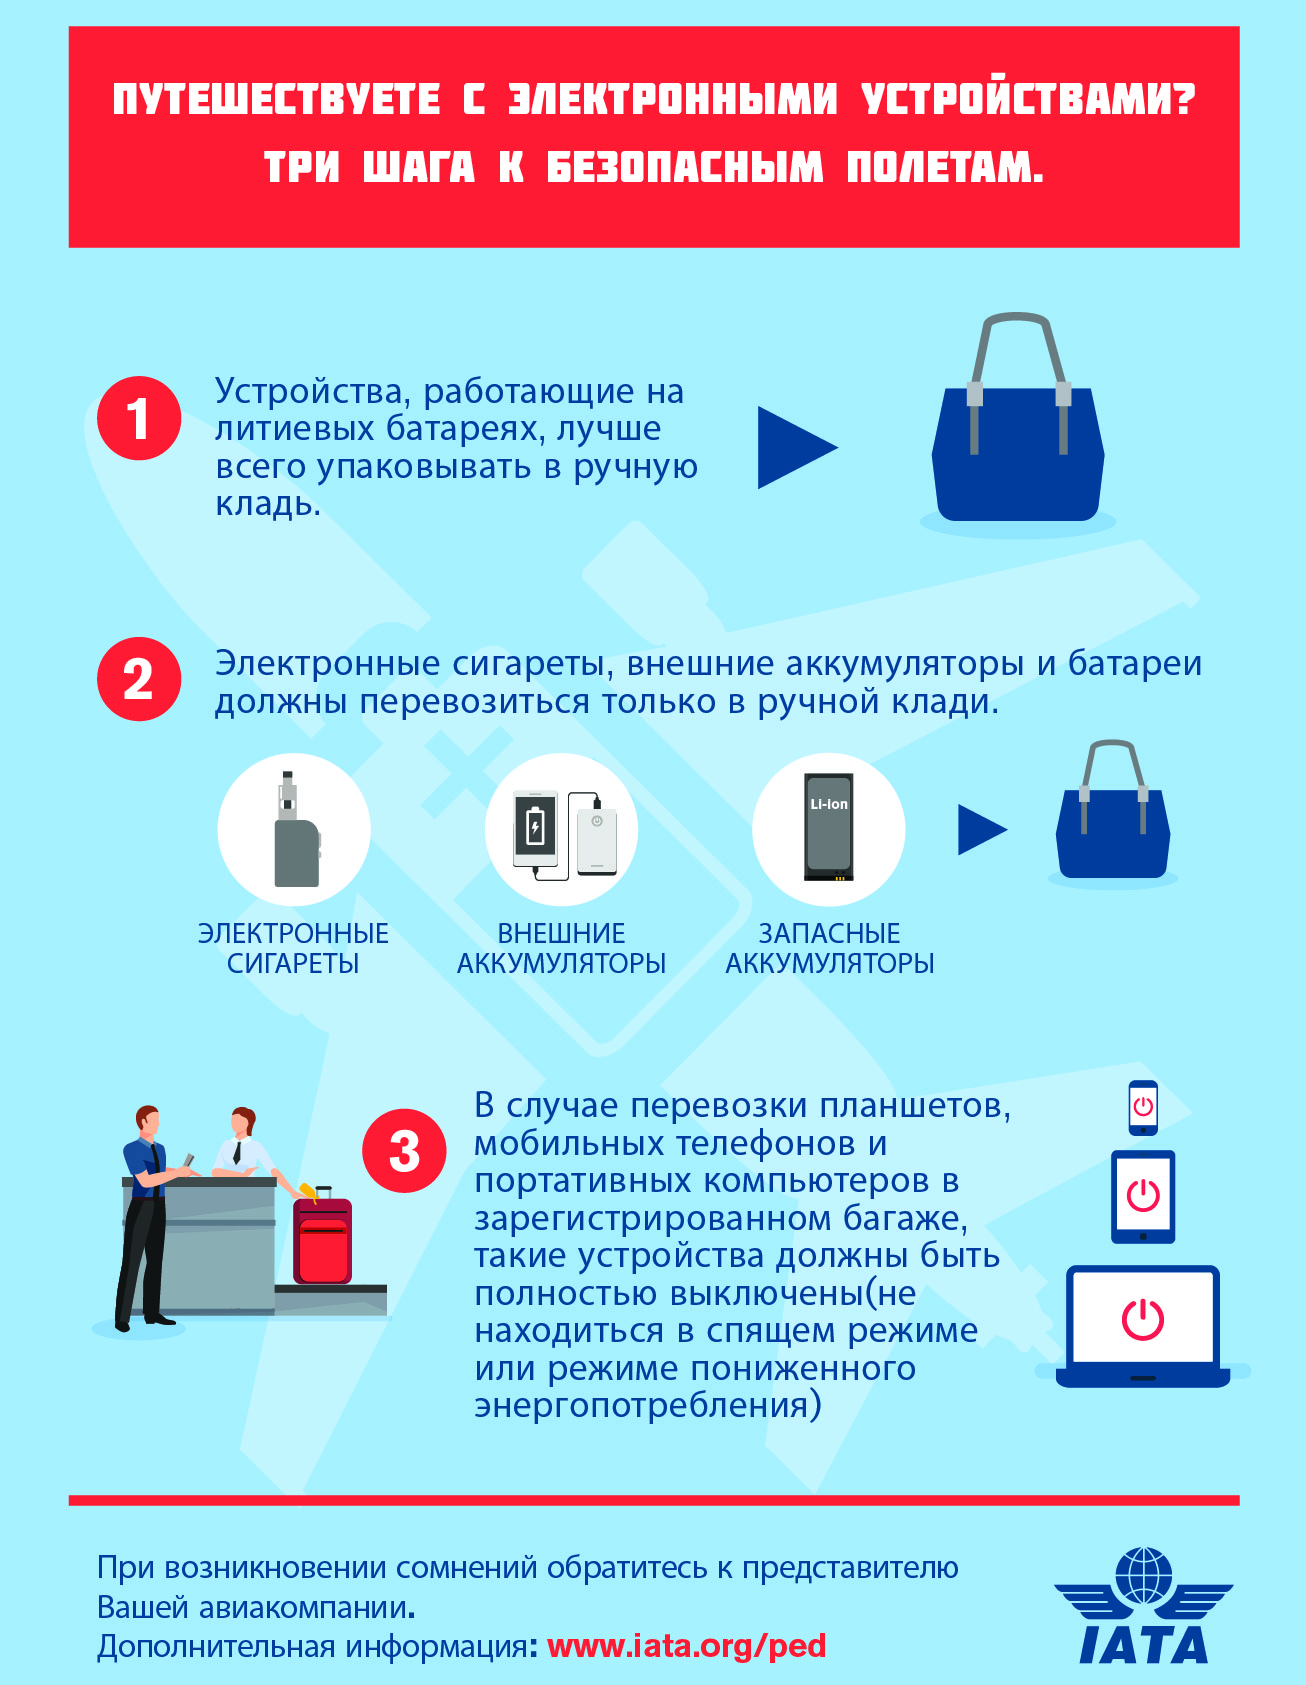 ПУТЕШЕСТВУЕТЕ С ЭЛЕКТРОННЫМИ УСТРОЙСТВАМИ?
ТРИ ШАГА К БЕЗОПАСНЫМ ПОЛЕТАМ.
1
Устройства, работающие на
литиевых батареях, лучше
всего упаковывать в ручную
кладь.
2
Электронные сигареты, внешние аккумуляторы и батареи
должны перевозиться только в ручной клади.
Li-ion
ЭЛЕКТРОННЫЕ
СИГАРЕТЫ
ВНЕШНИЕ
АККУМУЛЯТОРЫ
ЗАПАСНЫЕ
АККУМУЛЯТОРЫ
3
В случае перевозки планшетов,
мобильных телефонов и
портативных компьютеров в
зарегистрированном багаже,
такие устройства должны быть
полностью выключены(не
находиться в спящем режиме
или режиме пониженного
энергопотребления)
При возникновении сомнений обратитесь к представителю
Вашей авиакомпании.
Дополнительная информация: www.iata.org/ped
IATA